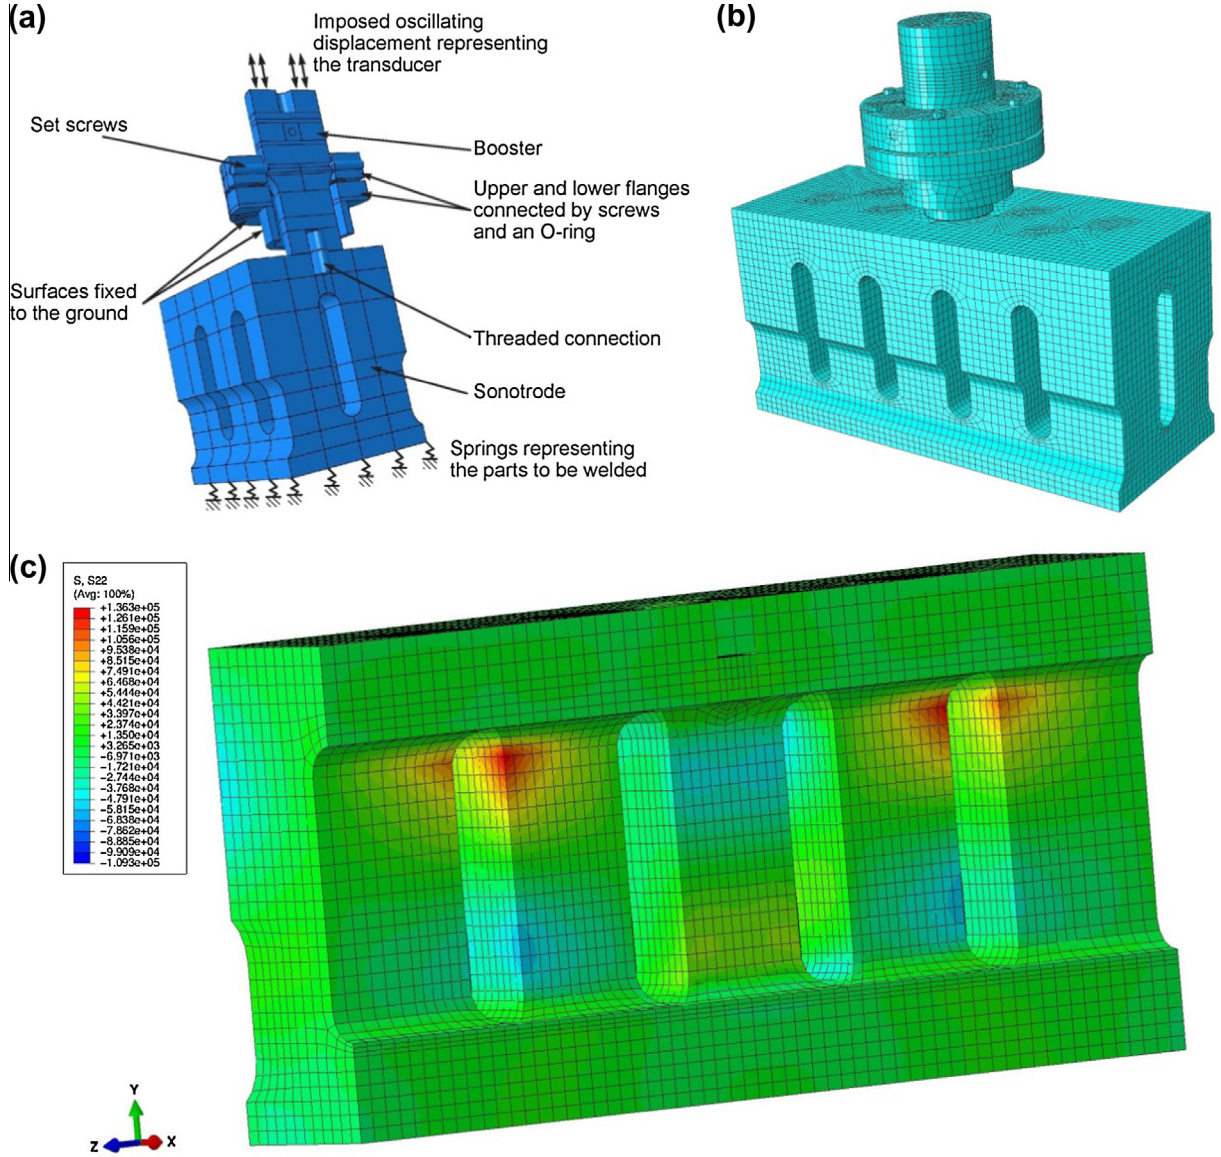 (a)
Imposed oscillating
displacement representing
the transducer
Set screws
Booster
Upper and lower flanges
connected by screws
and an O-ring
Surfaces fixed
to the ground
Threaded connection
Sonotrode
Springs representing
the parts to be welded
(b)
(c)
S, S22
(Avg: 100%)
+1.363e+05
+1.261e+05
+1.159e+05
+1.056e+05
+9.538e+04
+8.515e+04
+7.491e+04
+6.468e+04
+5.444e+04
+4.421e+04
+3.397e+04
+2.374e+04
+1.350e+04
+3.265e+03
−6.971e+03
−1.721e+04
−2.744e+04
−3.768e+04
−4.791e+04
−5.815e+04
−6.838e+04
−7.862e+04
−8.885e+04
−9.909e+04
−1.093e+05
Y
Z
X